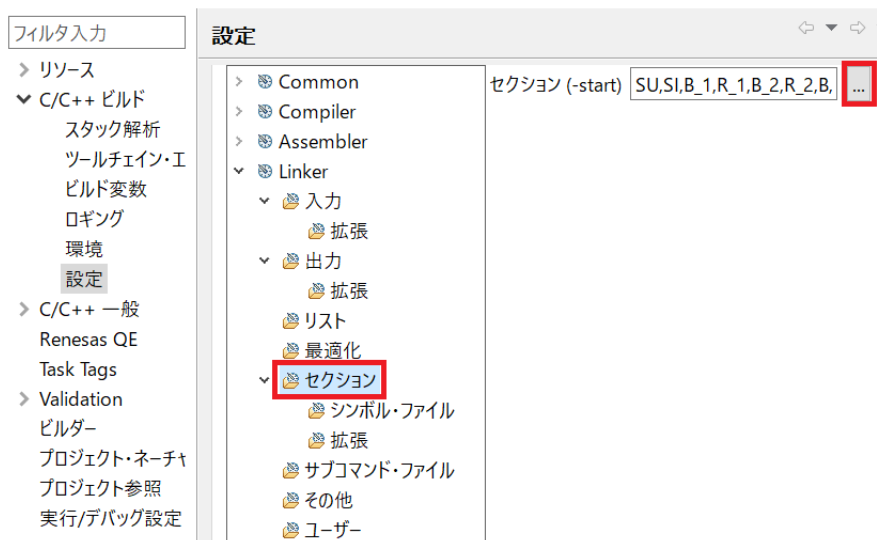 フィルタ入力
リソース
C/C++ ビルド
スタック解析
ツールチェイン・エ
ビルド変数
ロギング
環境
設定
C/C++ 一般
Renesas QE
Task Tags
Validation
ビルダー
プロジェクト・ネーチャ
プロジェクト参照
実行/デバッグ設定
設定
Common
Compiler
Assembler
Linker
入力
拡張
出力
拡張
リスト
最適化
セクション
シンボル・ファイル
拡張
サブコマンド・ファイル
その他
ユーザー
セクション (-start) SU,SI,B_1,R_1,B_2,R_2,B, ...